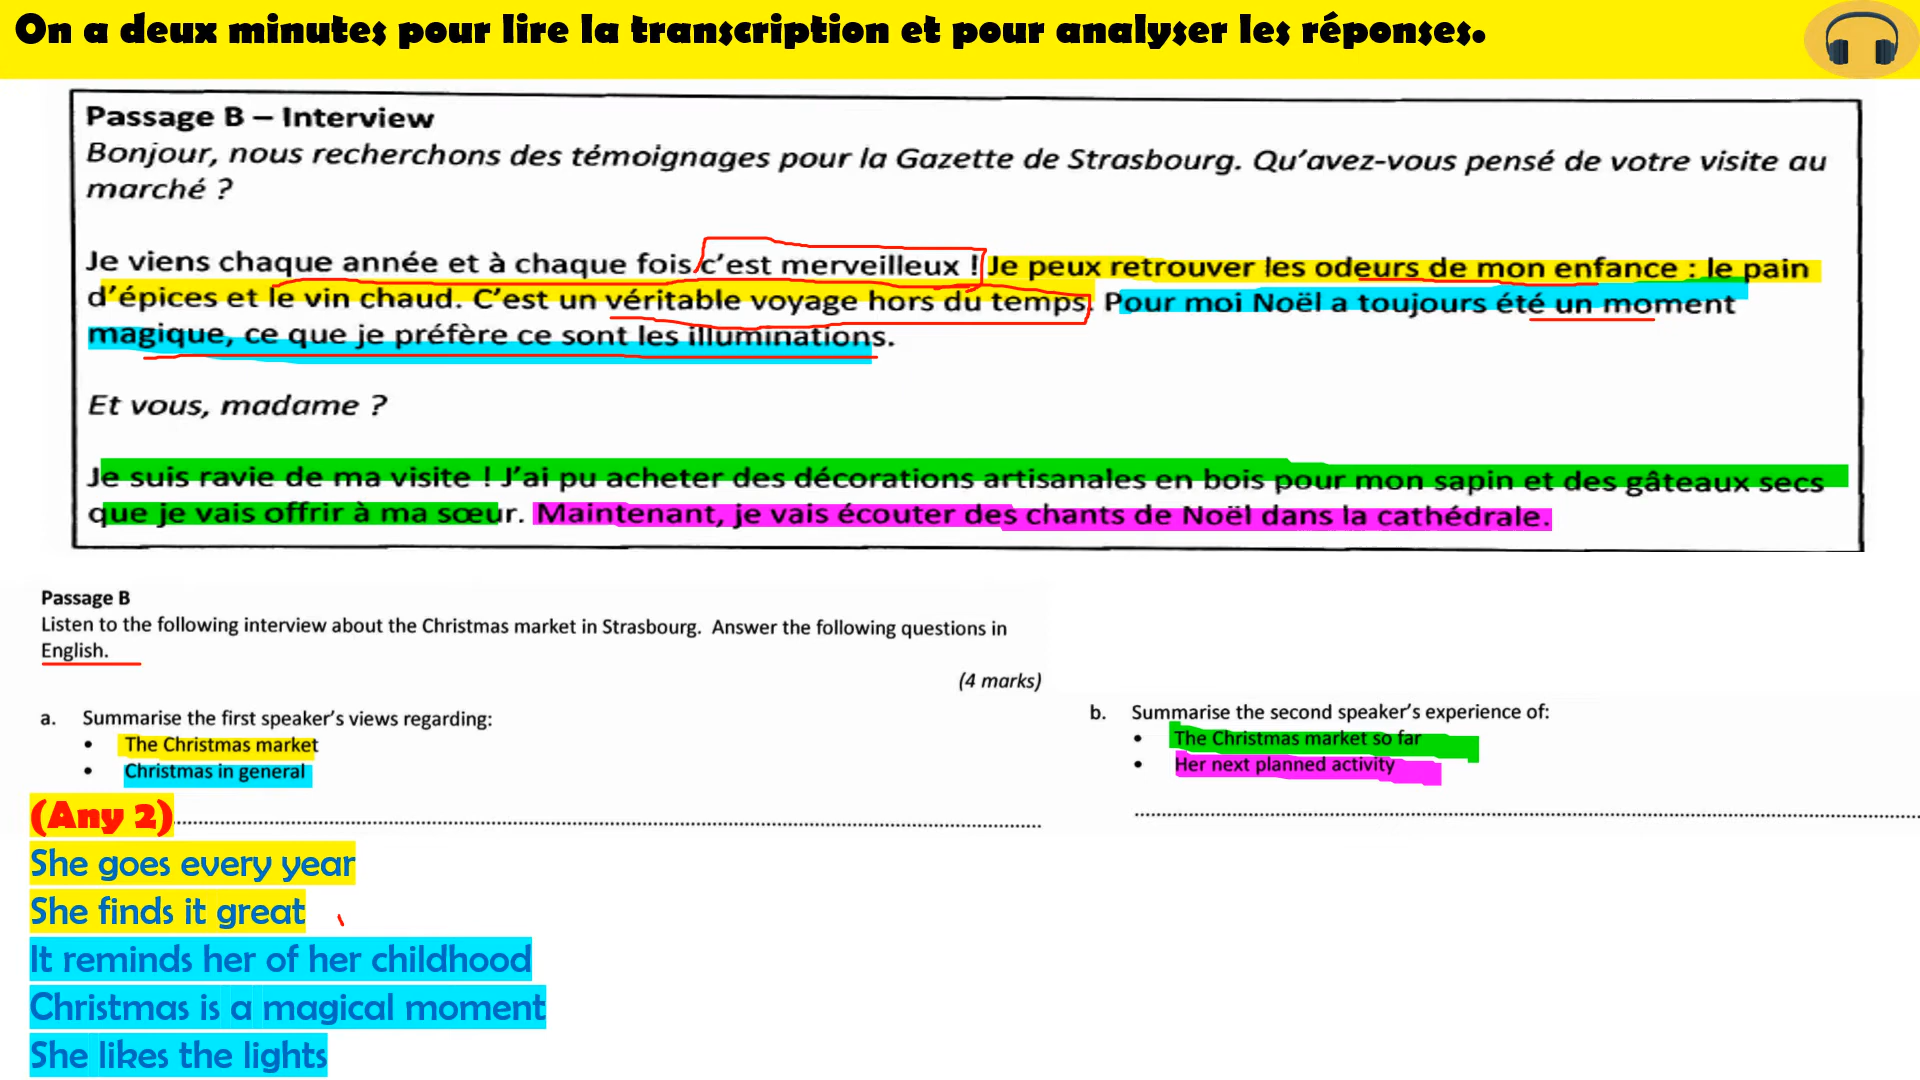 On a deux minutes pour lire la transcription et pour analyser les réponses.
Passage B – Interview
Bonjour, nous recherchons des témoignages pour la Gazette de Strasbourg. Qu'avez-vous pensé de votre visite au
marché ?
Je viens chaque année et à chaque fois c'est merveilleux ! Je peux retrouver les odeurs de mon enfance : le pain
d'épices et le vin chaud. C'est un véritable voyage hors du temps. Pour moi Noël a toujours été un moment
magique, ce que je préfère ce sont les illuminations.
Et vous, madame ?
Je suis ravie de ma visite ! J'ai pu acheter des décorations artisanales en bois pour mon sapin et des gâteaux secs
que je vais offrir à ma sœur. Maintenant, je vais écouter des chants de Noël dans la cathédrale.
Passage B
Listen to the following interview about the Christmas market in Strasbourg. Answer the following questions in
English.
(4 marks)
a. Summarise the first speaker's views regarding:
• The Christmas market
• Christmas in general
b. Summarise the second speaker's experience of:
• The Christmas market so far
• Her next planned activity
(Any 2)
She goes every year
She finds it great
It reminds her of her childhood
Christmas is a magical moment
She likes the lights